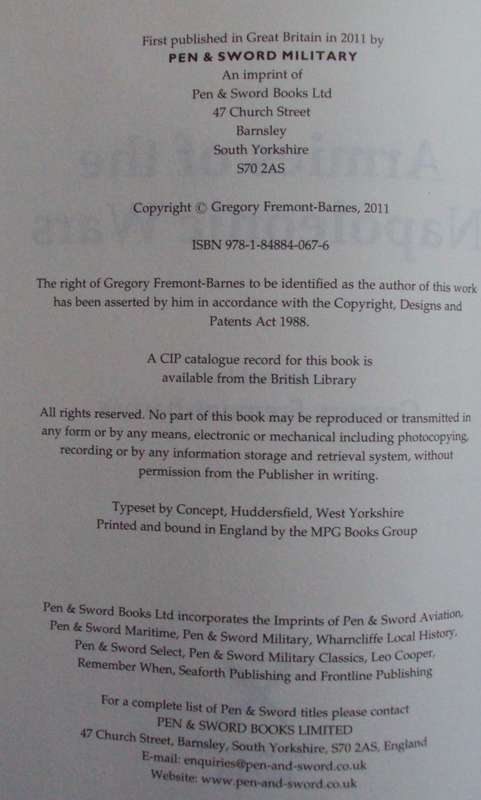 First published in Great Britain in 2011 by
PEN & SWORD MILITARY
An imprint of
Pen & Sword Books Ltd
47 Church Street
Barnsley
South Yorkshire
S70 2AS
Copyright © Gregory Fremont-Barnes, 2011
ISBN 978-1-84884-067-6
The right of Gregory Fremont-Barnes to be identified as the author of this work
has been asserted by him in accordance with the Copyright, Designs and
Patents Act 1988.
A CIP catalogue record for this book is
available from the British Library
All rights reserved. No part of this book may be reproduced or transmitted in
any form or by any means, electronic or mechanical including photocopying,
recording or by any information storage and retrieval system, without
permission from the Publisher in writing.
Typeset by Concept, Huddersfield, West Yorkshire
Printed and bound in England by the MPG Books Group
Pen & Sword Books Ltd incorporates the Imprints of Pen & Sword Aviation,
Pen & Sword Maritime, Pen & Sword Military, Wharncliffe Local History,
Pen & Sword Select, Pen & Sword Military Classics, Leo Cooper,
Remember When, Seaforth Publishing and Frontline Publishing
For a complete list of Pen & Sword titles please contact
PEN & SWORD BOOKS LIMITED
47 Church Street, Barnsley, South Yorkshire, S70 2AS, England
E-mail: enquiries@pen-and-sword.co.uk
Website: www.pen-and-sword.co.uk